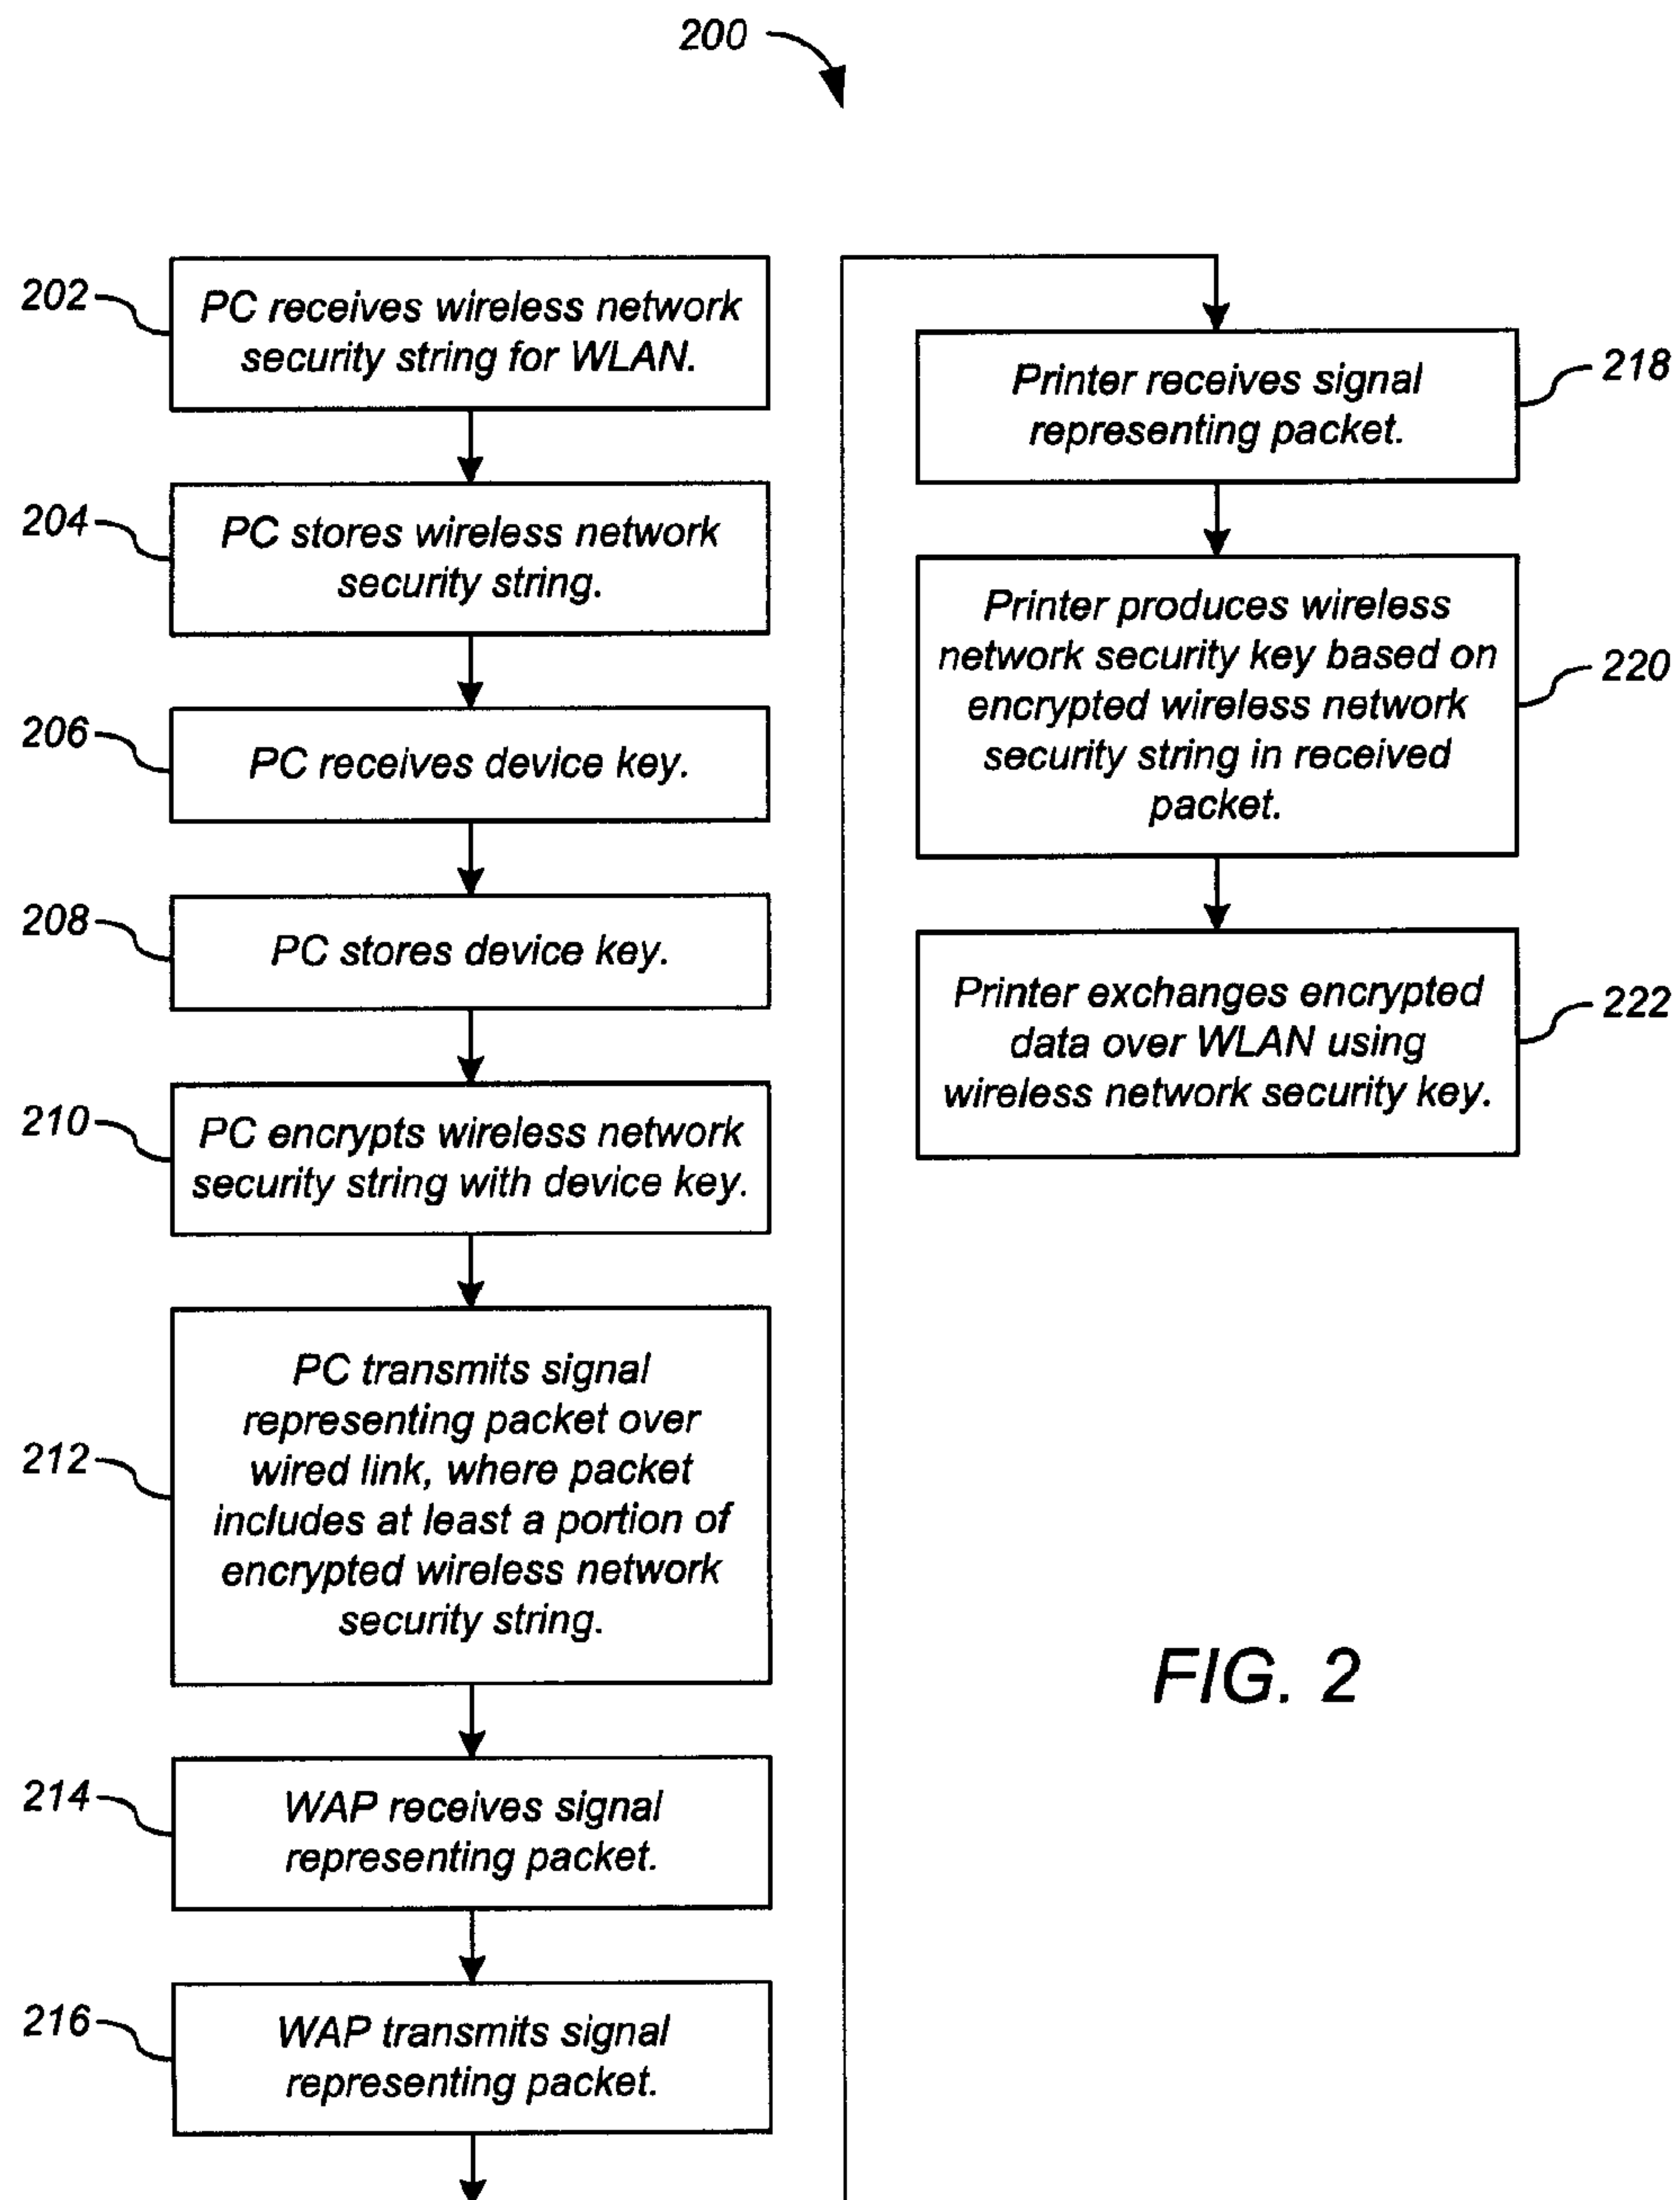 200
202
PC receives wireless network
security string for WLAN.
204
PC stores wireless network
security string.
206
PC receives device key.
208
PC stores device key.
210
PC encrypts wireless network
security string with device key.
212
PC transmits signal
representing packet over
wired link, where packet
includes at least a portion of
encrypted wireless network
security string.
214
WAP receives signal
representing packet.
216
WAP transmits signal
representing packet.
Printer receives signal
representing packet.
218
Printer produces wireless
network security key based on
encrypted wireless network
security string in received
packet.
220
Printer exchanges encrypted
data over WLAN using
wireless network security key.
222
FIG. 2